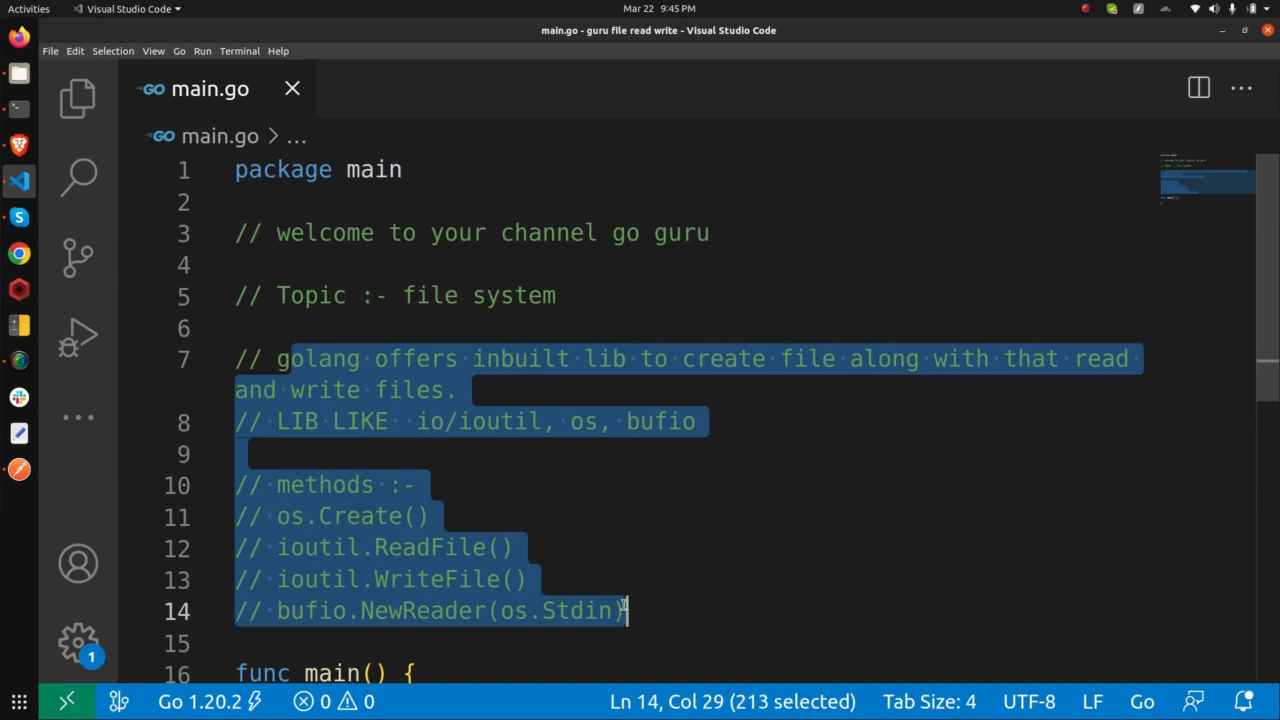 Activities
Visual Studio Code
Mar 22 9:45 PM
main.go - guru file read write - Visual Studio Code
File Edit Selection View Go Run Terminal Help
GO main.go
GO main.go > ...
1 package main
2
3 // welcome to your channel go guru
4
5 // Topic :- file system
6
7 // golang offers inbuilt lib to create file along with that read
and write files.
8 // LIB LIKE  io/ioutil, os, bufio
9
10 // methods :-
11 // os.Create()
12 // ioutil.ReadFile()
13 // ioutil.WriteFile()
14 // bufio.NewReader(os.Stdin)
15
16 func main() {
1
Go 1.20.2
0 0
Ln 14, Col 29 (213 selected)
Tab Size: 4
UTF-8
LF
Go